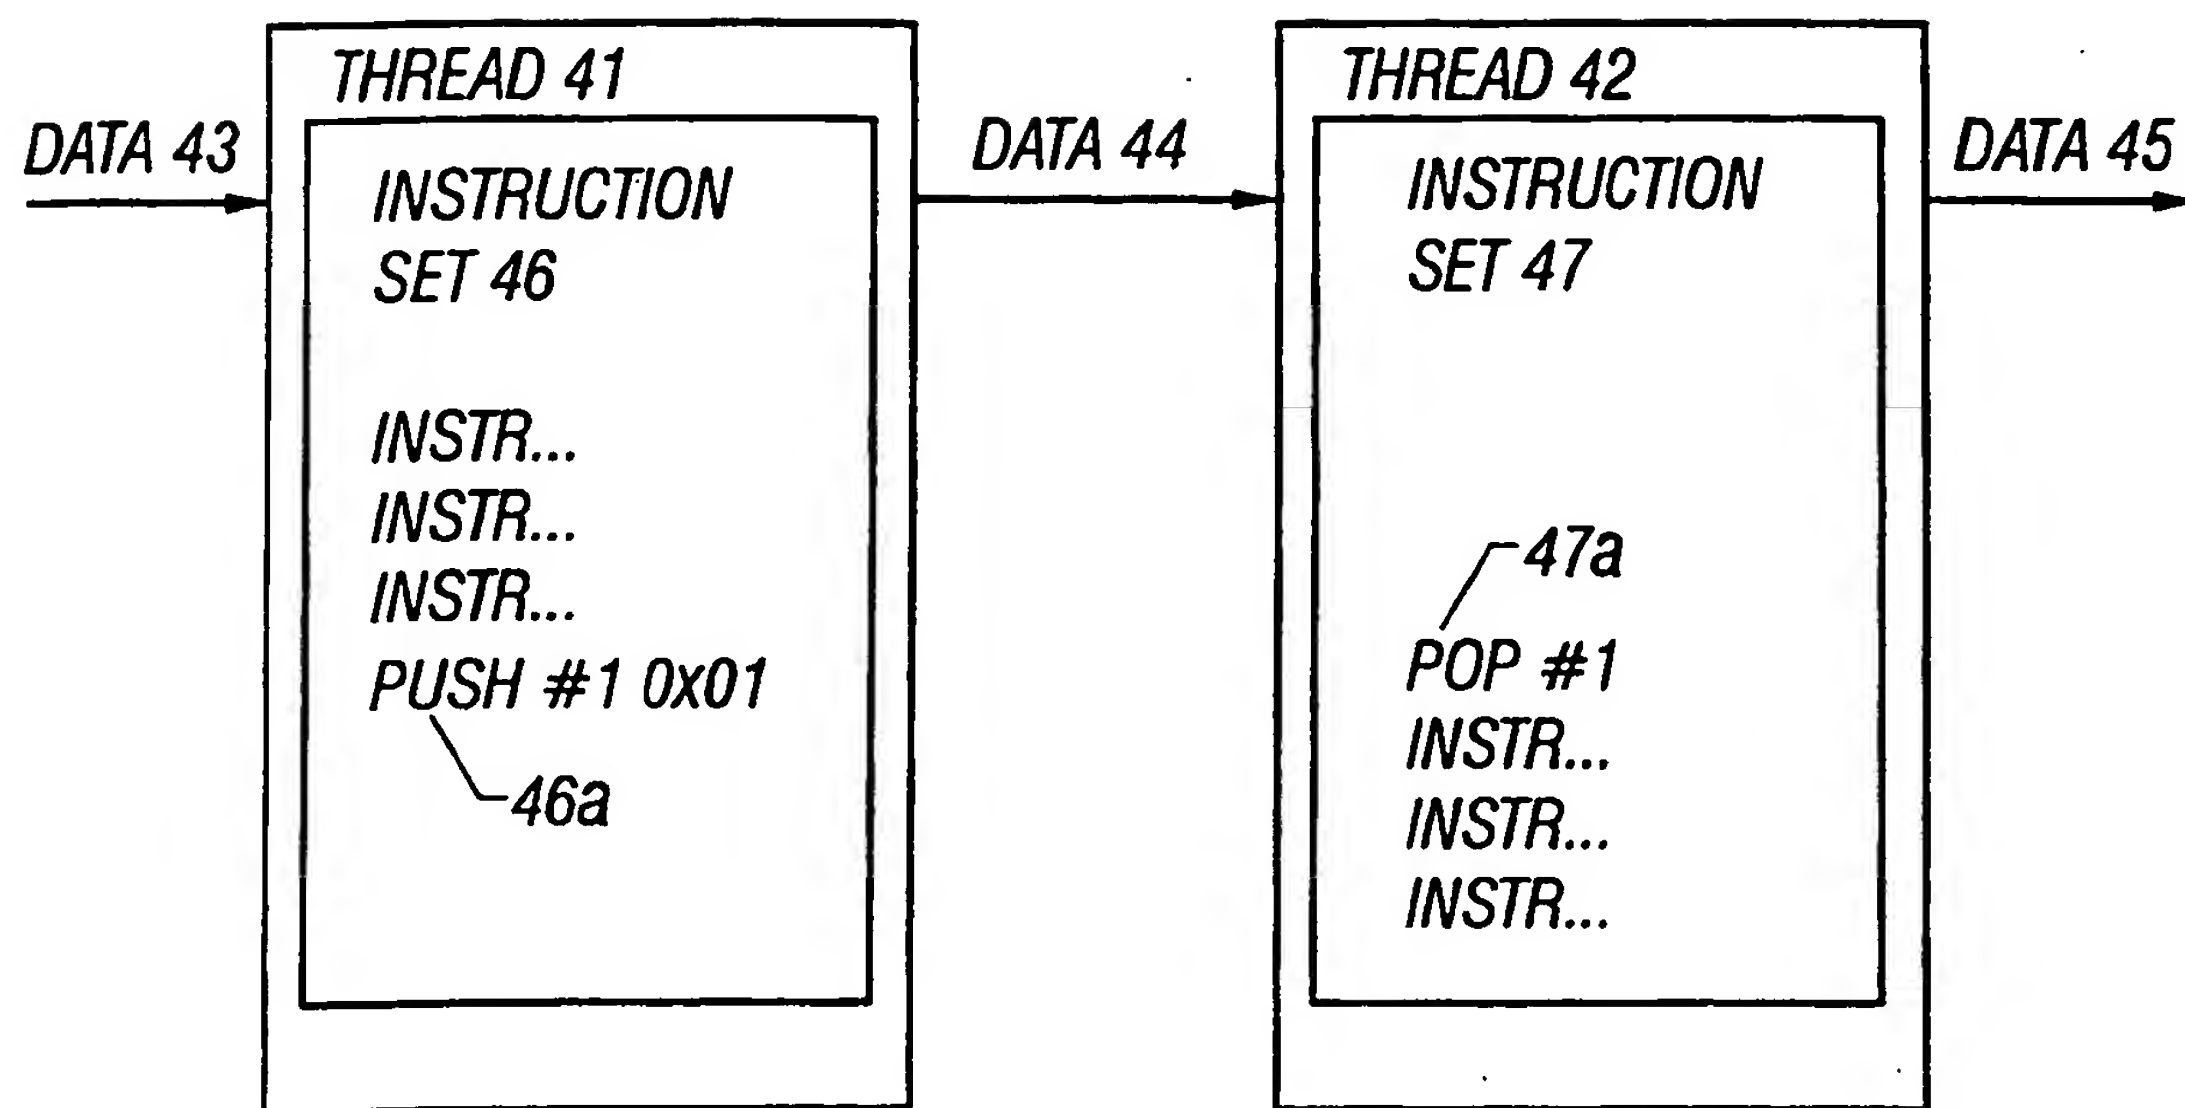 DATA 43
THREAD 41
INSTRUCTION
SET 46
INSTR...
INSTR...
INSTR...
PUSH #1 0x01
46a
DATA 44
THREAD 42
INSTRUCTION
SET 47
47a
POP #1
INSTR...
INSTR...
INSTR...
DATA 45